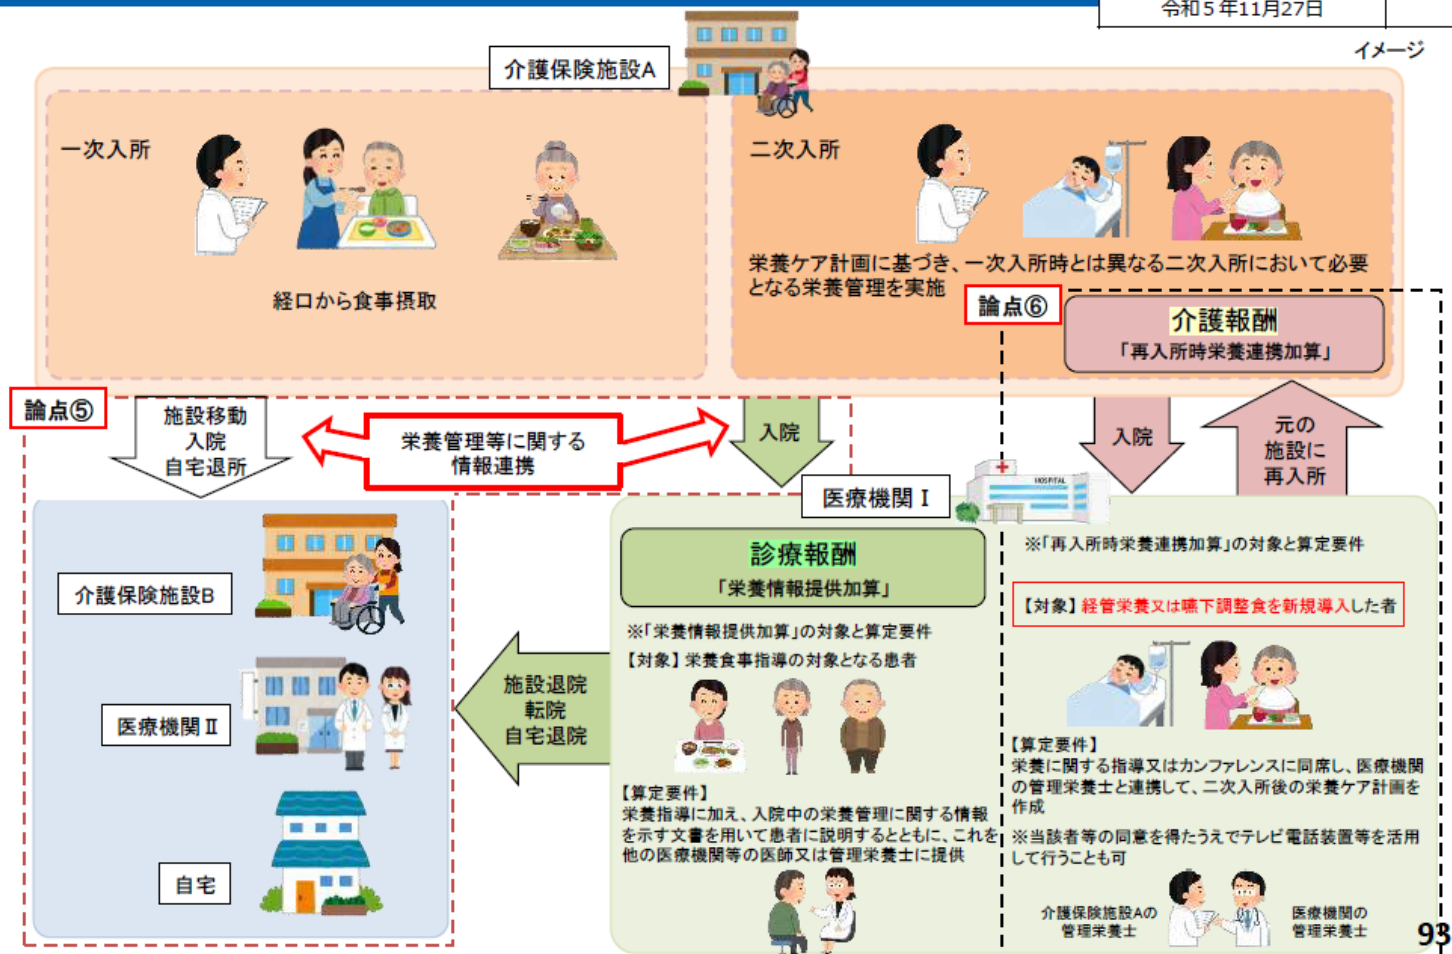 令和5年11月27日
イメージ
介護保険施設A
一次入所
経口から食事摂取
二次入所
栄養ケア計画に基づき、一次入所時とは異なる二次入所において必要
となる栄養管理を実施
論点⑥
介護報酬
「再入所時栄養連携加算」
論点⑤
施設移動
入院
自宅退所
栄養管理等に関する
情報連携
入院
入院
元の
施設に
再入所
医療機関Ⅰ
HOSPITAL
介護保険施設B
医療機関Ⅱ
自宅
施設退院
転院
自宅退院
診療報酬
「栄養情報提供加算」
※「栄養情報提供加算」の対象と算定要件
【対象】栄養食事指導の対象となる患者
【算定要件】
栄養指導に加え、入院中の栄養管理に関する情報
を示す文書を用いて患者に説明するとともに、これを
他の医療機関等の医師又は管理栄養士に提供
※「再入所時栄養連携加算」の対象と算定要件
【対象】経管栄養又は嚥下調整食を新規導入した者
【算定要件】
栄養に関する指導又はカンファレンスに同席し、医療機関
の管理栄養士と連携して、二次入所後の栄養ケア計画を
作成
※当該者等の同意を得たうえでテレビ電話装置等を活用
して行うことも可
介護保険施設Aの
管理栄養士
医療機関の
管理栄養士
93